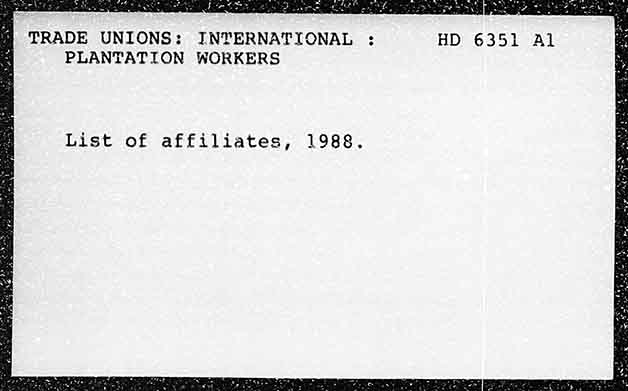 TRADE UNIONS: INTERNATIONAL : HD 6351 A1
PLANTATION WORKERS
List of affiliates, 1988.